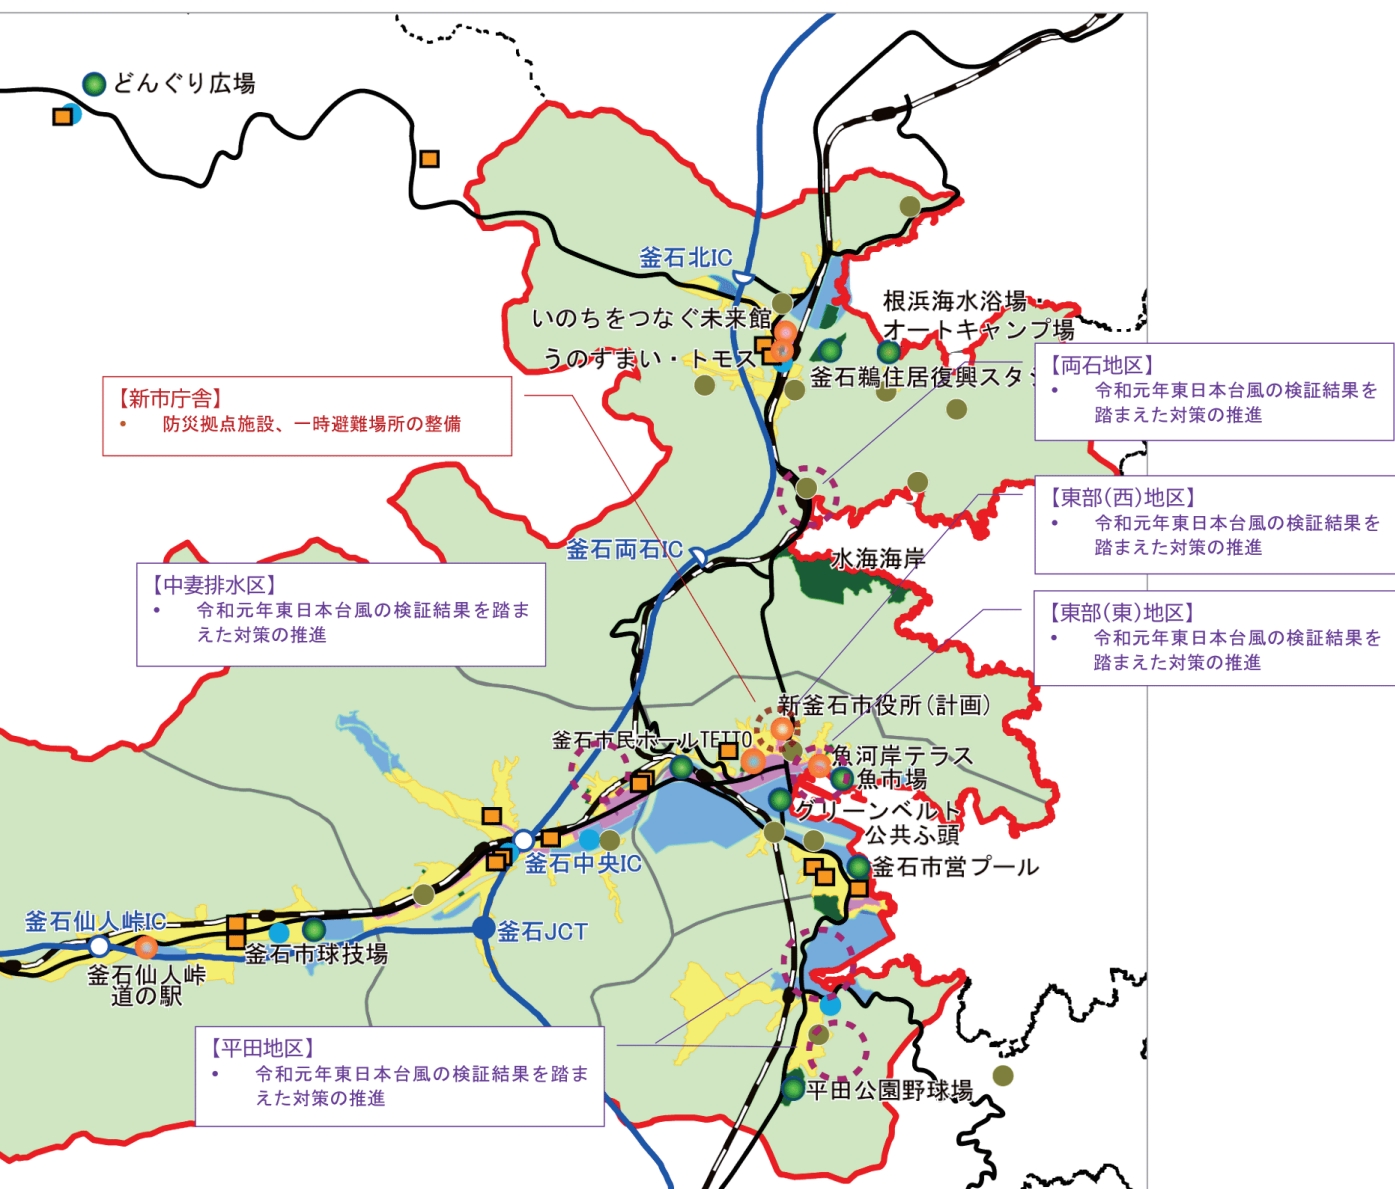 どんぐり広場
釜石北IC
根浜海水浴場・
オートキャンプ場
いのちをつなぐ未来館
うのすまい・トモス
釜石鵜住居復興スタジ
【両石地区】
• 令和元年東日本台風の検証結果を
踏まえた対策の推進
【新市庁舎】
• 防災拠点施設、一時避難場所の整備
【東部(西)地区】
• 令和元年東日本台風の検証結果を
踏まえた対策の推進
釜石両石IC
水海海岸
【中妻排水区】
• 令和元年東日本台風の検証結果を踏ま
えた対策の推進
【東部(東)地区】
• 令和元年東日本台風の検証結果を
踏まえた対策の推進
新釜石市役所(計画)
釜石市民ホールTETTO
魚河岸テラス
魚市場
グリーンベルト
公共ふ頭
釜石中央IC
釜石市営プール
釜石仙人峠IC
釜石JCT
釜石市球技場
釜石仙人峠
道の駅
【平田地区】
• 令和元年東日本台風の検証結果を踏ま
えた対策の推進
平田公園野球場